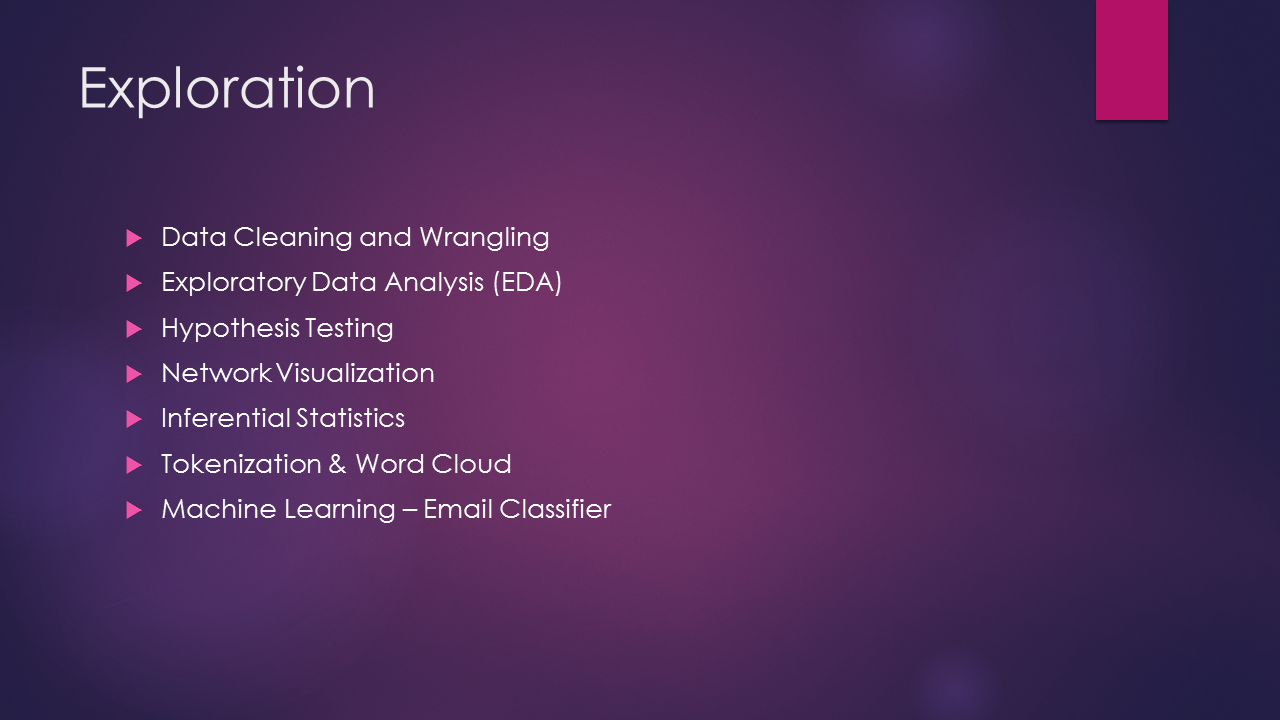 Exploration
Data Cleaning and Wrangling
Exploratory Data Analysis (EDA)
Hypothesis Testing
Network Visualization
Inferential Statistics
Tokenization & Word Cloud
Machine Learning – Email Classifier